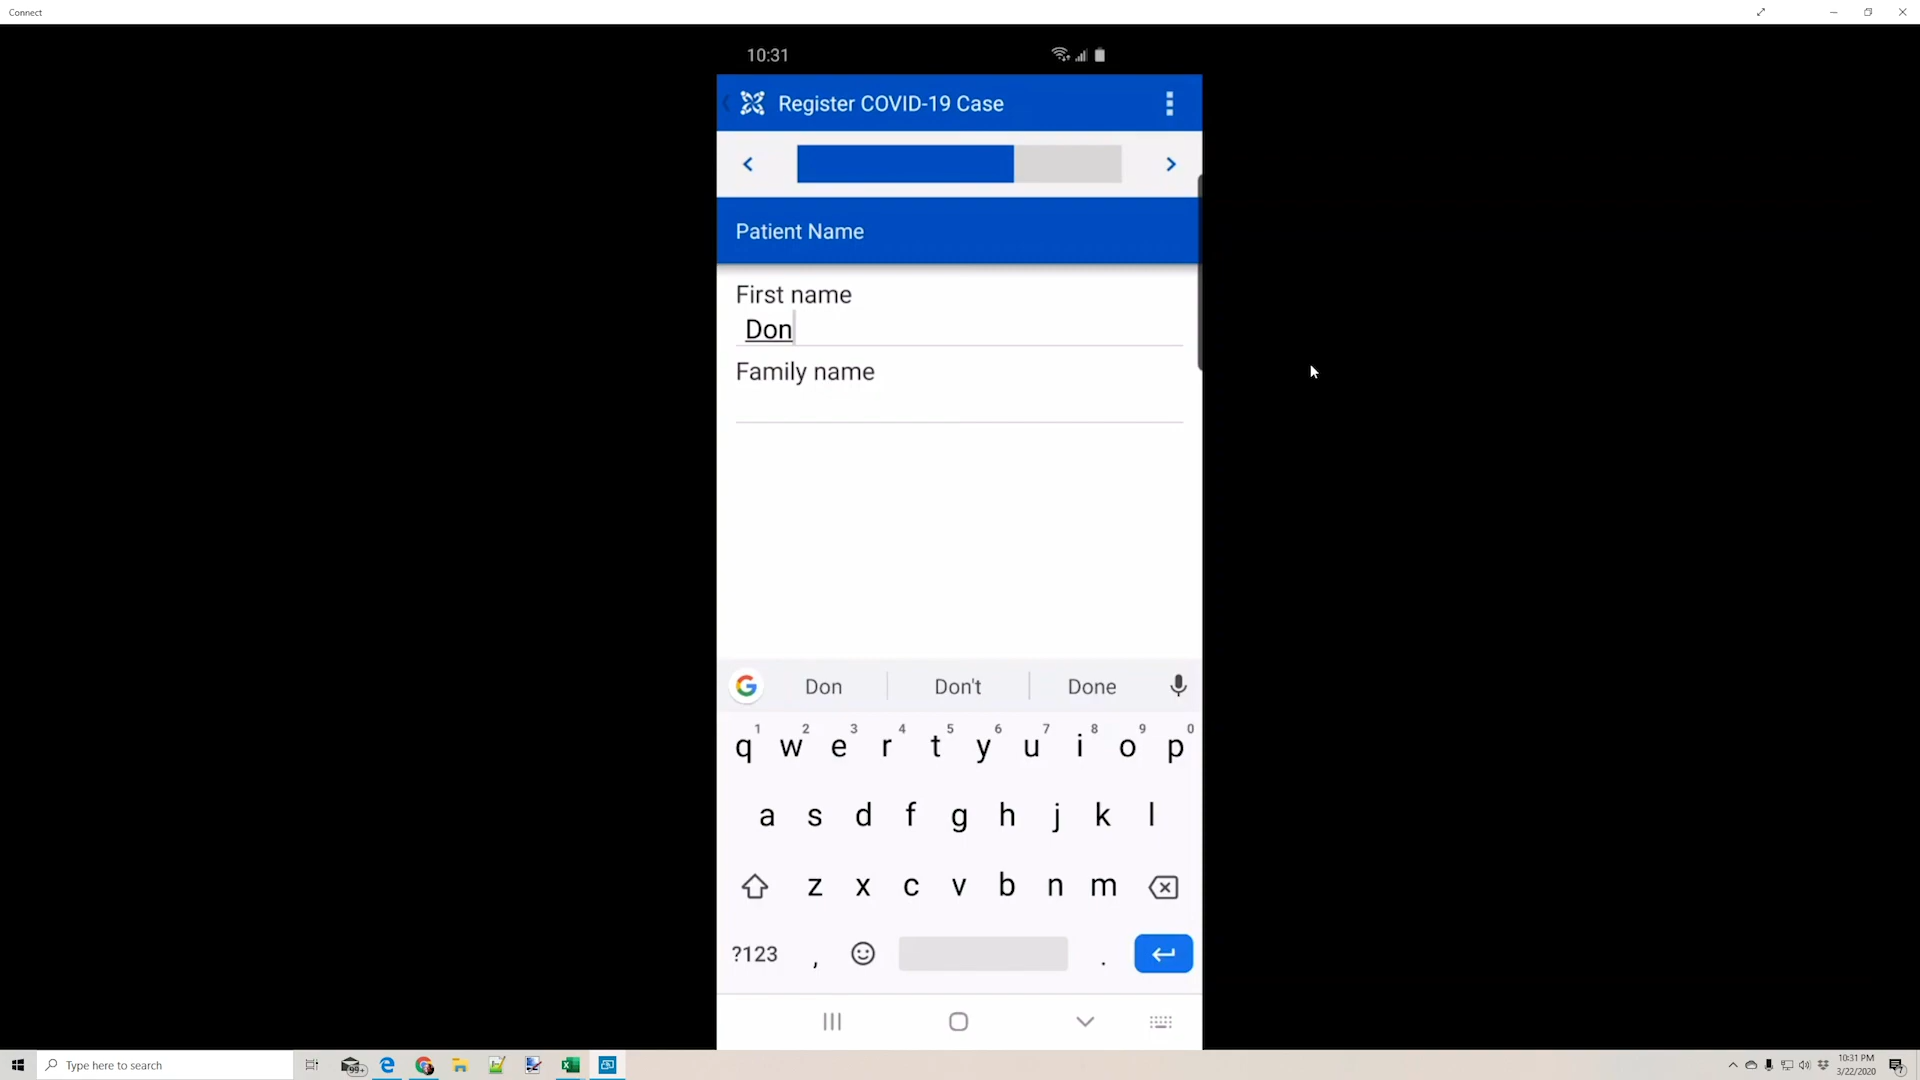 Connect
10:31
Register COVID-19 Case
Patient Name
First name
Don
Family name
Don Don't Done
1 2 3 4 5 6 7 8 9 0
q w e r t y u i o p
a s d f g h j k l
z x c v b n m
?123 , .
Type here to search
99+
10:31 PM
3/22/2020